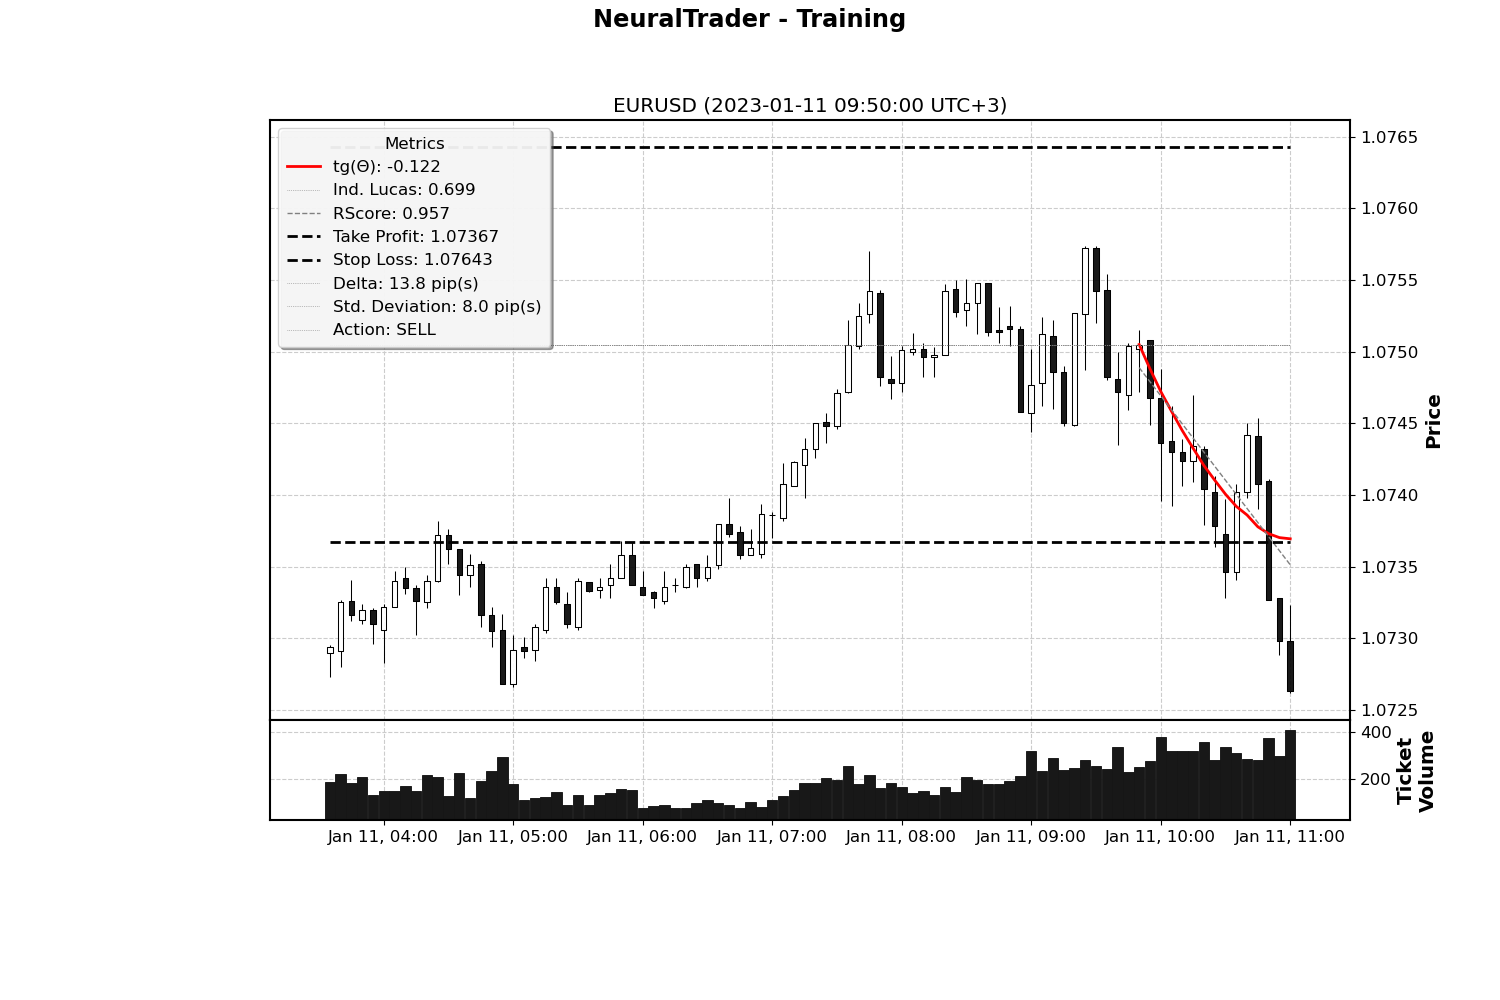 NeuralTrader - Training
EURUSD (2023-01-11 09:50:00 UTC+3)
Metrics
tg(Θ): -0.122
Ind. Lucas: 0.699
RScore: 0.957
Take Profit: 1.07367
Stop Loss: 1.07643
Delta: 13.8 pip(s)
Std. Deviation: 8.0 pip(s)
Action: SELL
1.0765
1.0760
1.0755
1.0750
1.0745
1.0740
1.0735
1.0730
1.0725
Price
400
200
Ticket
Volume
Jan 11, 04:00
Jan 11, 05:00
Jan 11, 06:00
Jan 11, 07:00
Jan 11, 08:00
Jan 11, 09:00
Jan 11, 10:00
Jan 11, 11:00